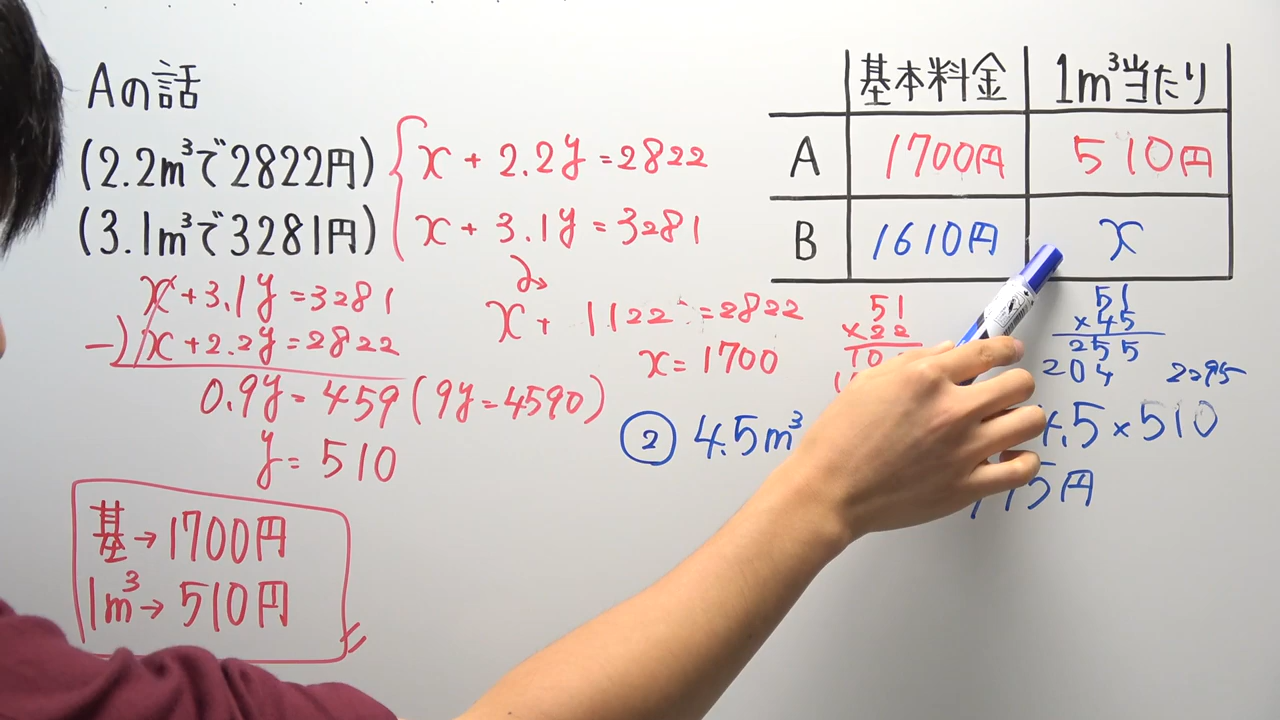 Aの話
(2.2m³で2822円)
(3.1m³で3281円)
x + 2.2y = 2822
x + 3.1y = 3281
x + 3.1y = 3281
-) x + 2.2y = 2822
0.9y = 459 (9y = 4590)
y = 510
基→1700円
1m³→510円
x + 1122 = 2822
x = 1700
基本料金 1m³当たり
A 1700円 510円
B 1610円 x
51
×22
51
×45
255
204
2295
② 4.5m³
4.5×510
円